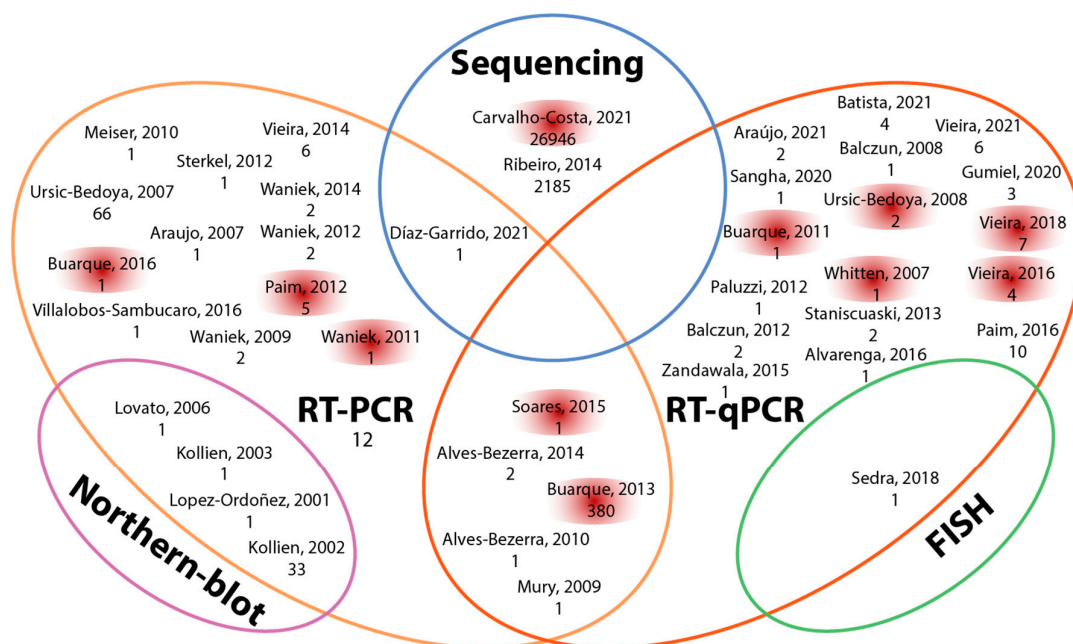 Sequencing
Carvalho-Costa, 2021
26946
Ribeiro, 2014
2185
Díaz-Garrido, 2021
1
Meiser, 2010
1
Vieira, 2014
6
Sterkel, 2012
1
Ursic-Bedoya, 2007
66
Waniek, 2014
2
Araujo, 2007
1
Waniek, 2012
2
Buarque, 2016
1
Paim, 2012
5
Villalobos-Sambucaro, 2016
1
Waniek, 2009
2
Waniek, 2011
1
RT-PCR
12
Lovato, 2006
1
Kollien, 2003
1
Lopez-Ordoñez, 2001
1
Kollien, 2002
33
Northern-blot
Soares, 2015
1
Alves-Bezerra, 2014
2
Buarque, 2013
380
Alves-Bezerra, 2010
1
Mury, 2009
1
Batista, 2021
4
Araújo, 2021
2
Vieira, 2021
6
Balczun, 2008
1
Sangha, 2020
1
Gumiel, 2020
3
Ursic-Bedoya, 2008
2
Buarque, 2011
1
Vieira, 2018
7
Whitten, 2007
1
Vieira, 2016
4
Paluzzi, 2012
1
Staniscuaski, 2013
2
Balczun, 2012
2
Paim, 2016
10
Alvarenga, 2016
1
Zandawala, 2015
1
RT-qPCR
Sedra, 2018
1
FISH